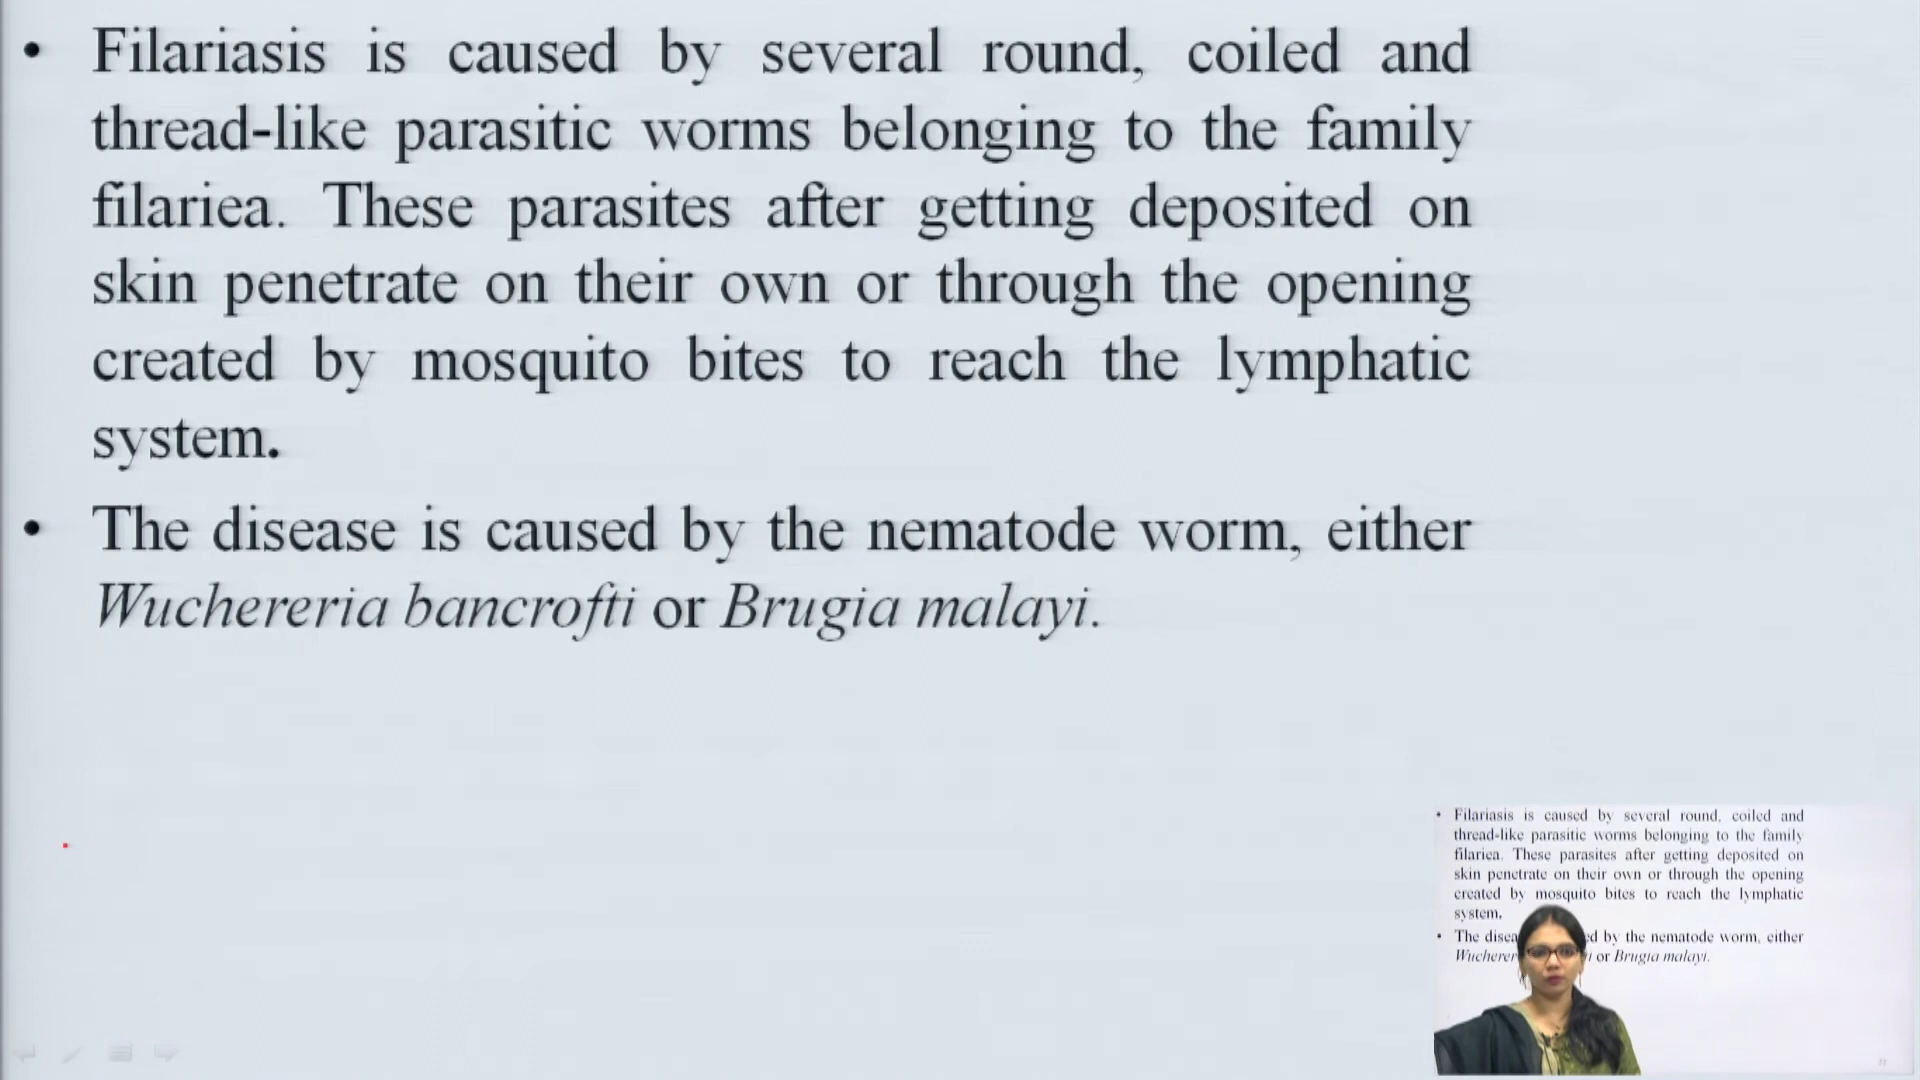 • Filariasis is caused by several round, coiled and
thread-like parasitic worms belonging to the family
filariea. These parasites after getting deposited on
skin penetrate on their own or through the opening
created by mosquito bites to reach the lymphatic
system.
• The disease is caused by the nematode worm, either
Wuchereria bancrofti or Brugia malayi.
• Filariasis is caused by several round, coiled and
thread-like parasitic worms belonging to the family
filariea. These parasites after getting deposited on
skin penetrate on their own or through the opening
created by mosquito bites to reach the lymphatic
system.
• The disea ed by the nematode worm, either
Wucherer i or Brugia malayi.